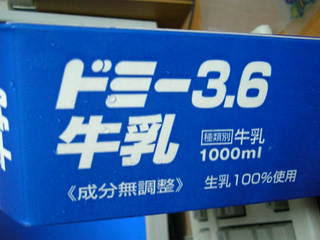 ドミー3.6
牛乳
種類別 牛乳
1000ml
《成分無調整》
生乳100%使用